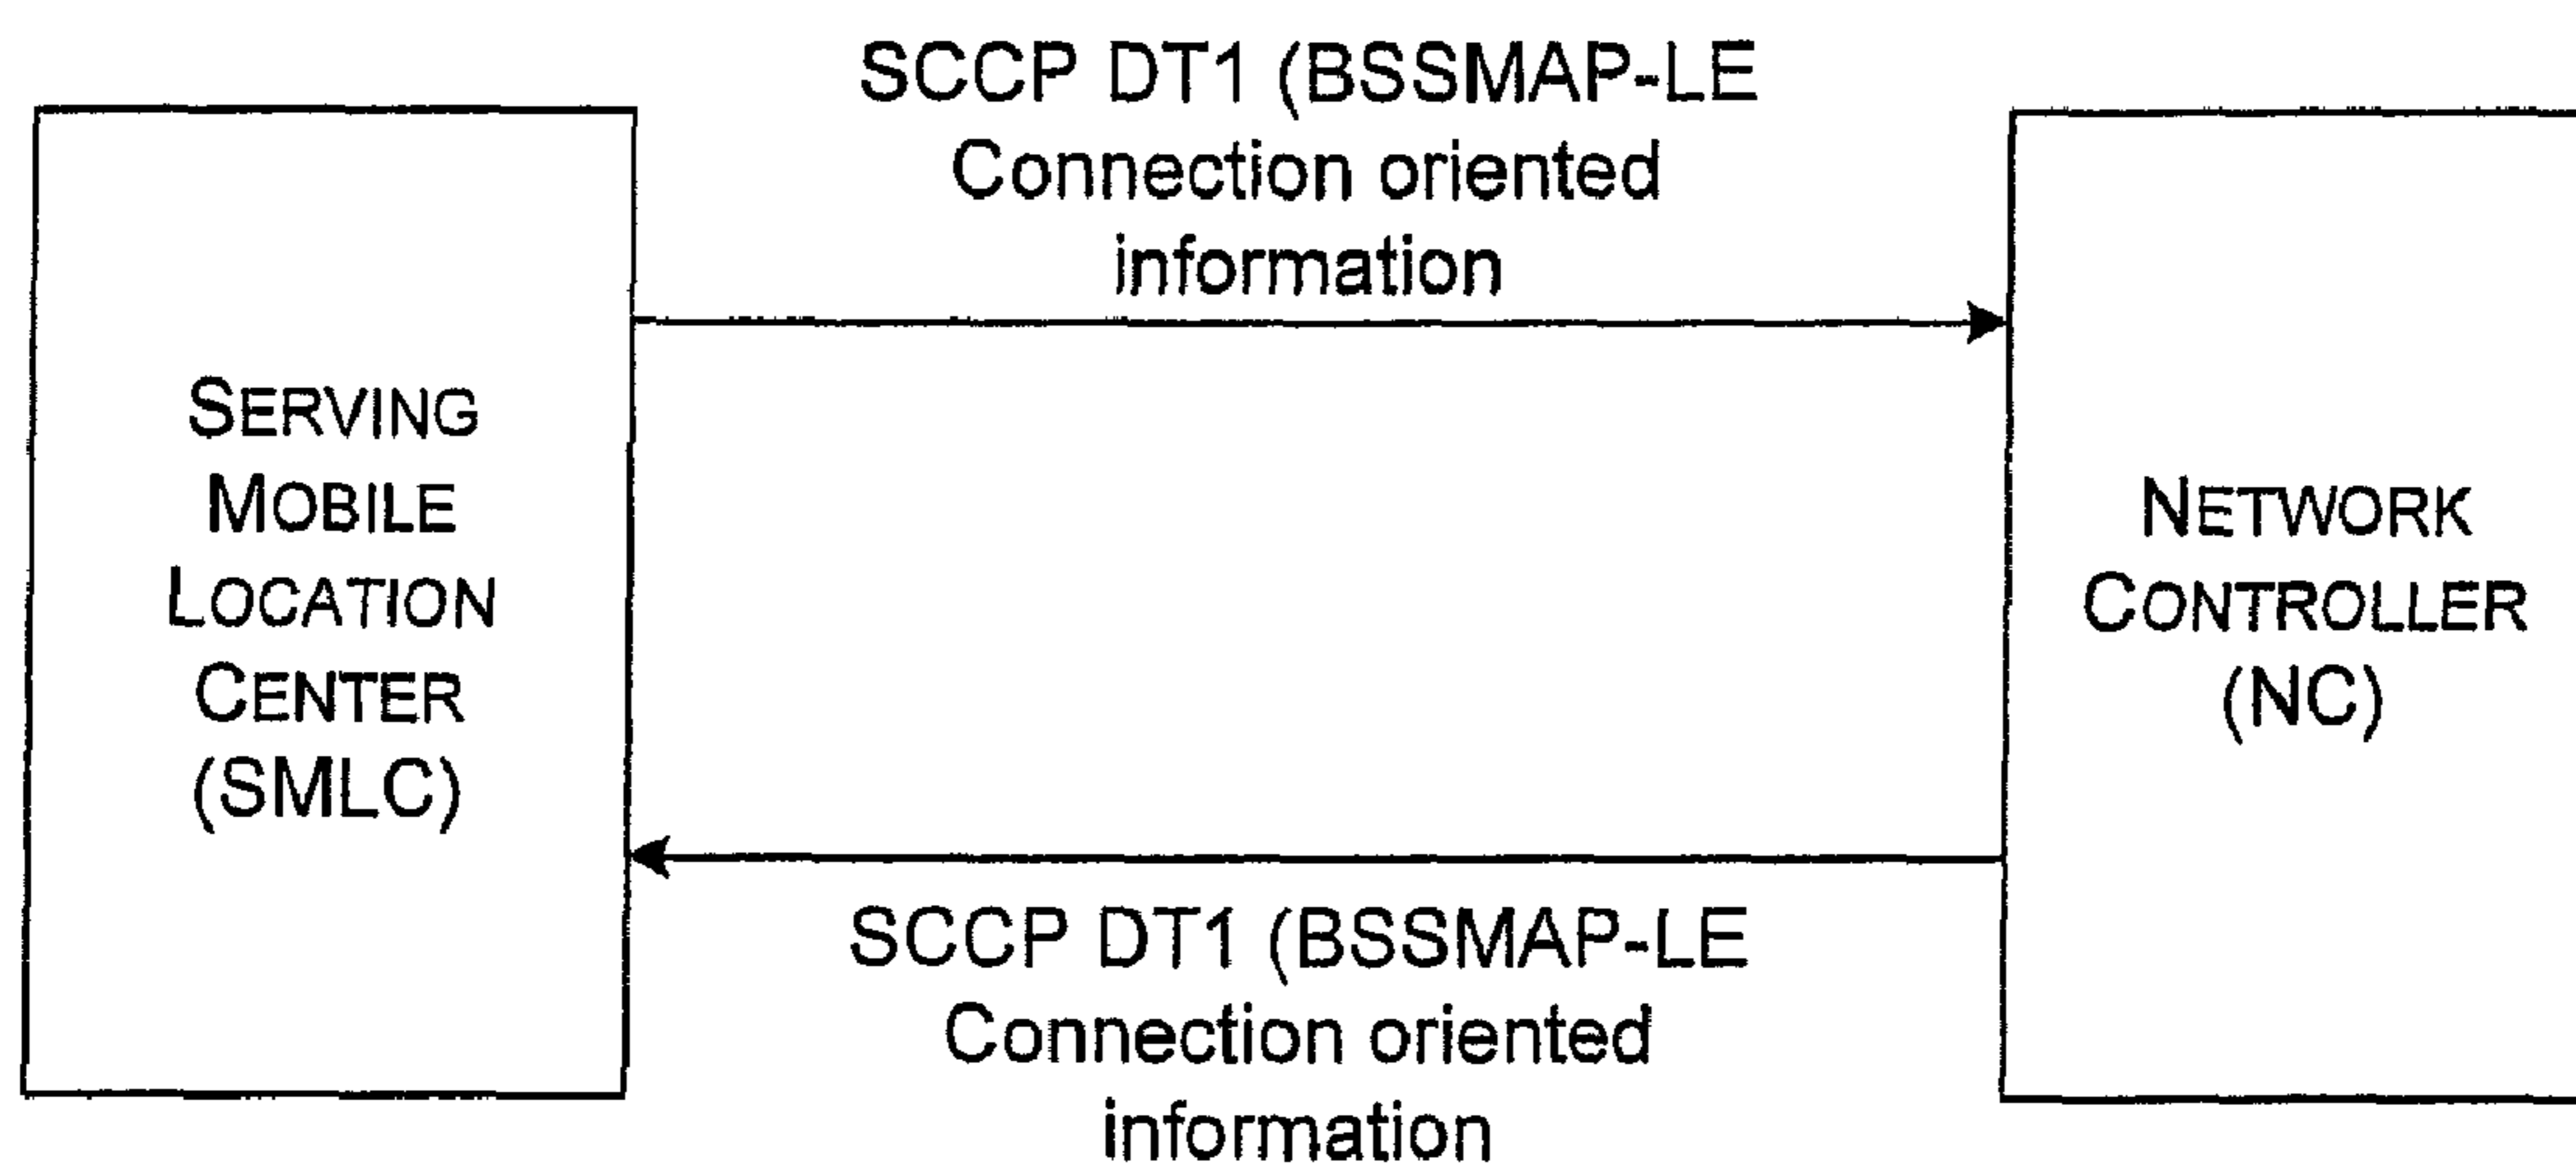 SCCP DT1 (BSSMAP-LE
Connection oriented
information
SERVING
MOBILE
LOCATION
CENTER
(SMLC)
NETWORK
CONTROLLER
(NC)
SCCP DT1 (BSSMAP-LE
Connection oriented
information